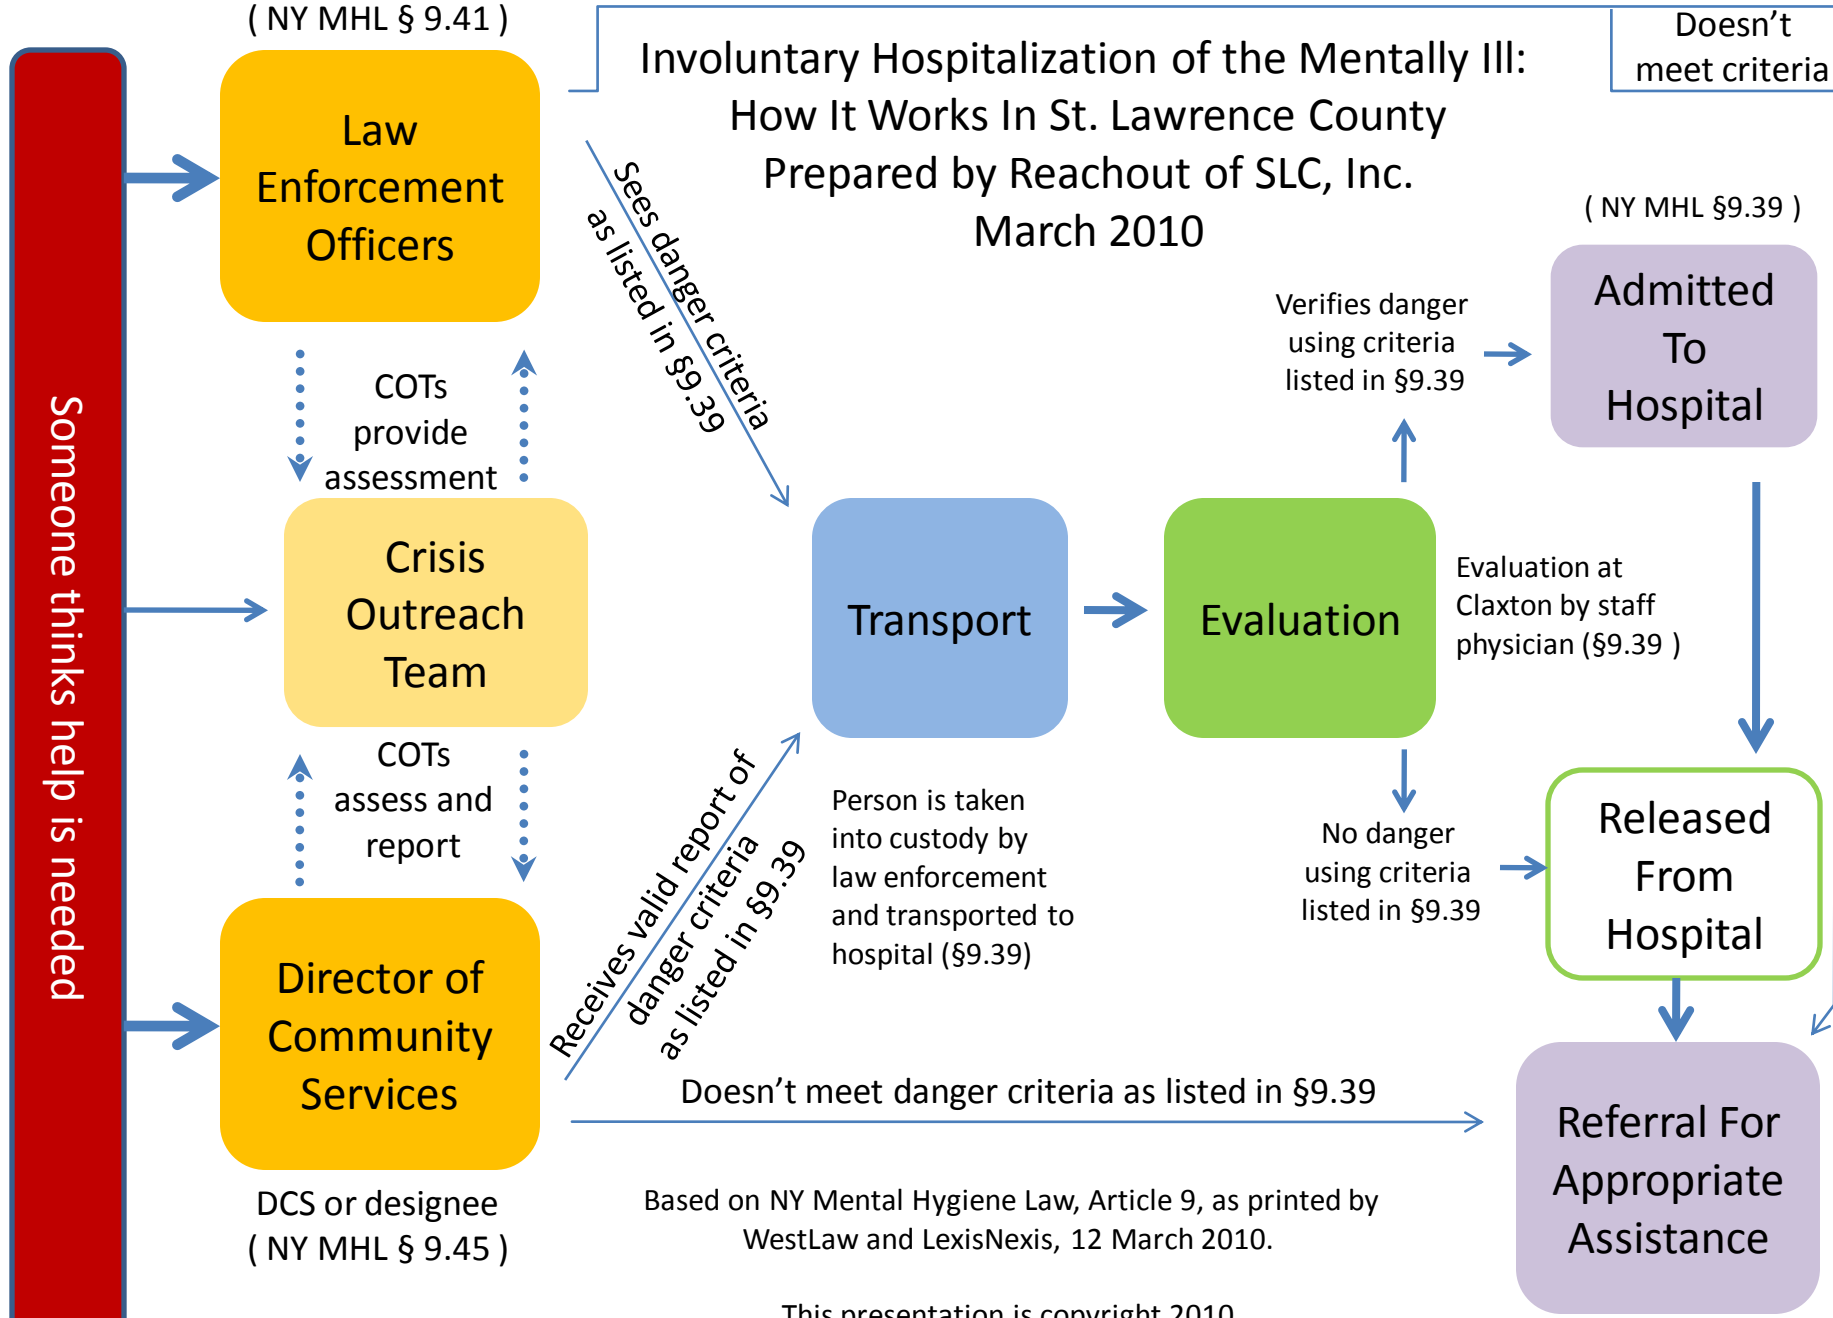 ( NY MHL § 9.41 )
Doesn’t
meet criteria
Involuntary Hospitalization of the Mentally Ill:
How It Works In St. Lawrence County
Prepared by Reachout of SLC, Inc.
March 2010
Someone thinks help is needed
Law
Enforcement
Officers
Sees danger criteria
as listed in §9.39
( NY MHL §9.39 )
Admitted
To
Hospital
Verifies danger
using criteria
listed in §9.39
COTs
provide
assessment
Crisis
Outreach
Team
Transport
Evaluation
Evaluation at
Claxton by staff
physician (§9.39 )
COTs
assess and
report
Receives valid report of
danger criteria
as listed in §9.39
Person is taken
into custody by
law enforcement
and transported to
hospital (§9.39)
No danger
using criteria
listed in §9.39
Released
From
Hospital
Director of
Community
Services
Doesn’t meet danger criteria as listed in §9.39
Referral For
Appropriate
Assistance
DCS or designee
( NY MHL § 9.45 )
Based on NY Mental Hygiene Law, Article 9, as printed by
WestLaw and LexisNexis, 12 March 2010.
This presentation is copyright 2010